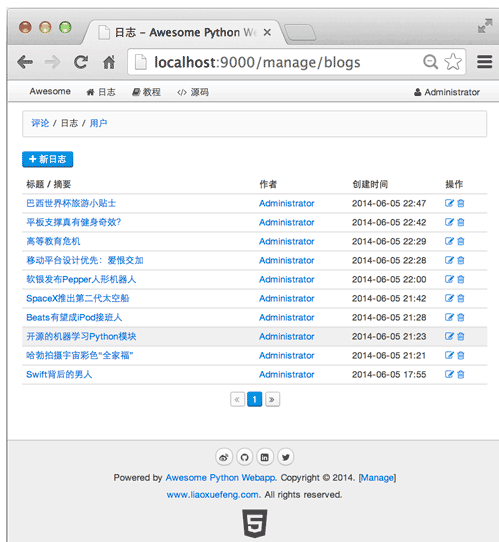 日志 - Awesome Python We
localhost:9000/manage/blogs
Awesome 日志 教程 </> 源码 Administrator
评论 / 日志 / 用户
+ 新日志
标题 / 摘要 作者 创建时间 操作
巴西世界杯旅游小贴士 Administrator 2014-06-05 22:47
平板支撑真有健身奇效? Administrator 2014-06-05 22:42
高等教育危机 Administrator 2014-06-05 22:29
移动平台设计优先：爱恨交加 Administrator 2014-06-05 22:28
软银发布Pepper人形机器人 Administrator 2014-06-05 22:00
SpaceX推出第二代太空船 Administrator 2014-06-05 21:42
Beats有望成iPod接班人 Administrator 2014-06-05 21:28
开源的机器学习Python模块 Administrator 2014-06-05 21:23
哈勃拍摄宇宙彩色“全家福” Administrator 2014-06-05 21:21
Swift背后的男人 Administrator 2014-06-05 17:55
« 1 »
Powered by Awesome Python Webapp. Copyright © 2014. [Manage]
www.liaoxuefeng.com. All rights reserved.
5